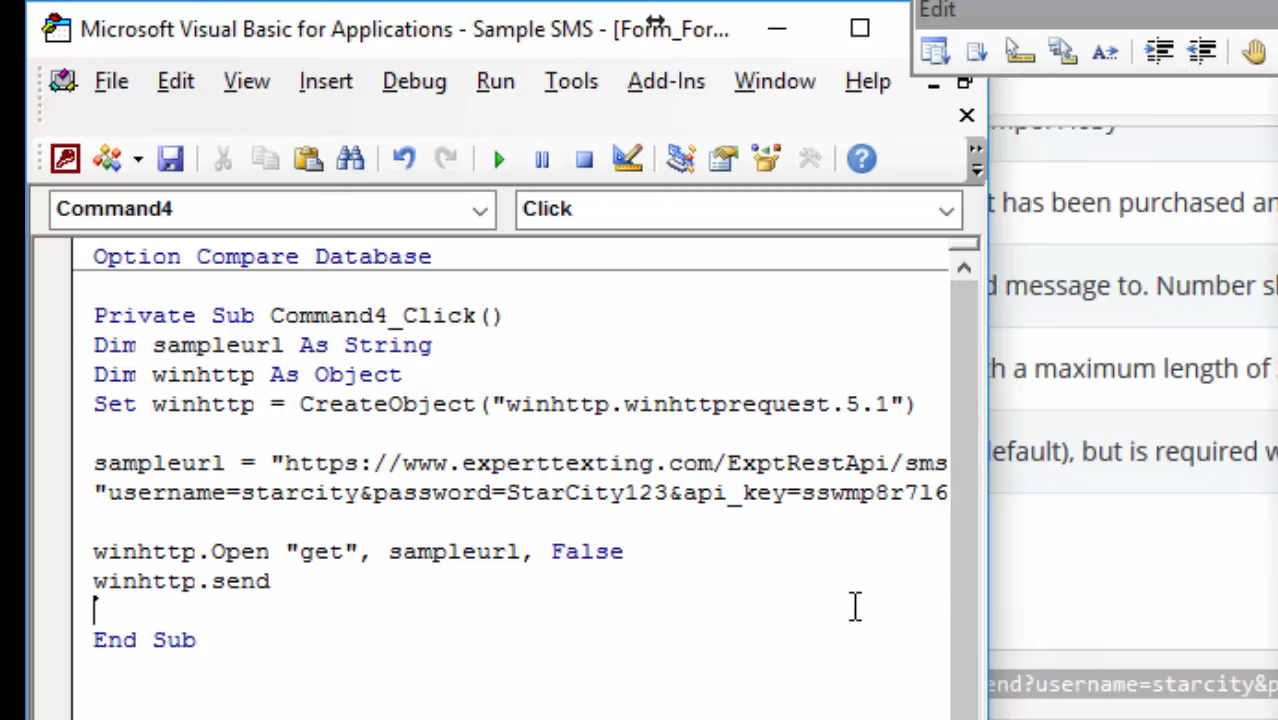 Microsoft Visual Basic for Applications - Sample SMS - [Form_For...
Edit
File Edit View Insert Debug Run Tools Add-Ins Window Help
Command4
Click
Option Compare Database
Private Sub Command4_Click()
Dim sampleurl As String
Dim winhttp As Object
Set winhttp = CreateObject("winhttp.winhttprequest.5.1")
sampleurl = "https://www.experttexting.com/ExptRestApi/sms
"username=starcity&password=StarCity123&api_key=sswmp8r7l6
winhttp.Open "get", sampleurl, False
winhttp.send
End Sub
t has been purchased an
d message to. Number s
h a maximum length of
default), but is required w
end?username=starcity&p